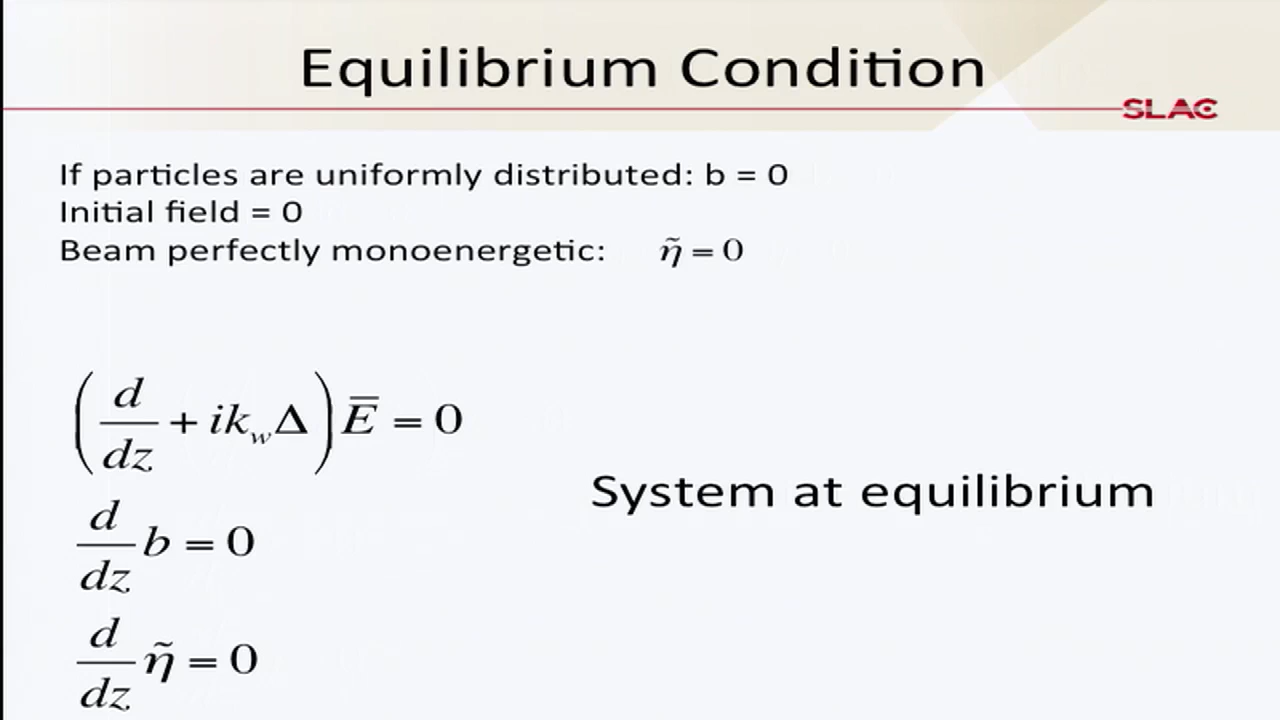 Equilibrium Condition
SLAC
If particles are uniformly distributed: b = 0
Initial field = 0
Beam perfectly monoenergetic: η̃ = 0
(d/dz + ik_wΔ) E̅ = 0
System at equilibrium
d/dz b = 0
d/dz η̃ = 0